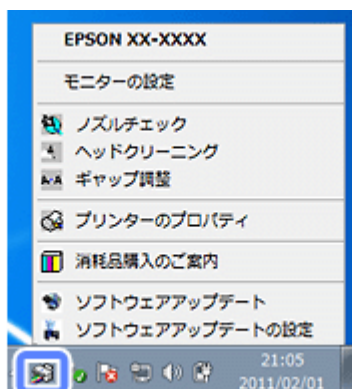 EPSON XX-XXXX
モニターの設定
ノズルチェック
ヘッドクリーニング
ギャップ調整
プリンターのプロパティ
消耗品購入のご案内
ソフトウェアアップデート
ソフトウェアアップデートの設定
21:05
2011/02/01